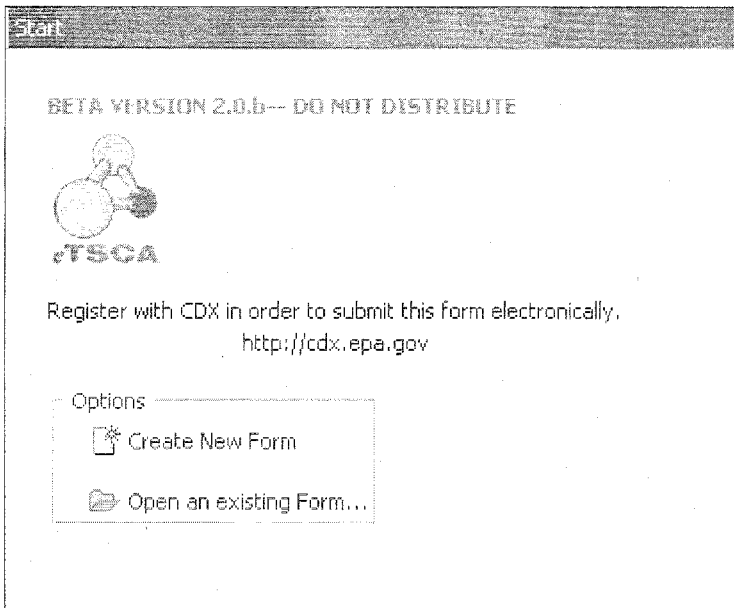 Start
BETA VERSION 2.0.b-- DO NOT DISTRIBUTE
eTSCA
Register with CDX in order to submit this form electronically.
http://cdx.epa.gov
Options
Create New Form
Open an existing Form...